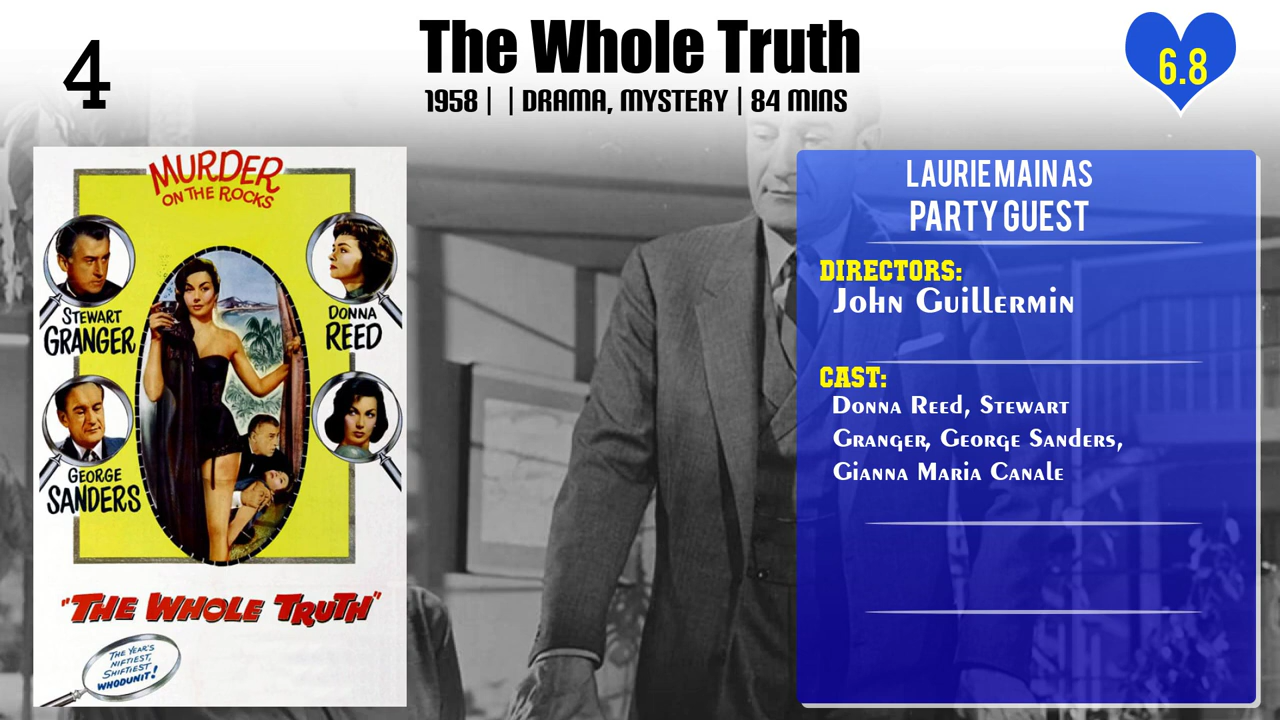 4
The Whole Truth
1958 | | DRAMA, MYSTERY | 84 MINS
6.8
MURDER
ON THE ROCKS
STEWART
GRANGER
DONNA
REED
GEORGE
SANDERS
"THE WHOLE TRUTH"
THE YEAR'S
NIFTIEST,
SHIFTIEST
WHODUNIT!
LAURIE MAIN AS
PARTY GUEST
DIRECTORS:
John Guillermin
CAST:
Donna Reed, Stewart
Granger, George Sanders,
Gianna Maria Canale